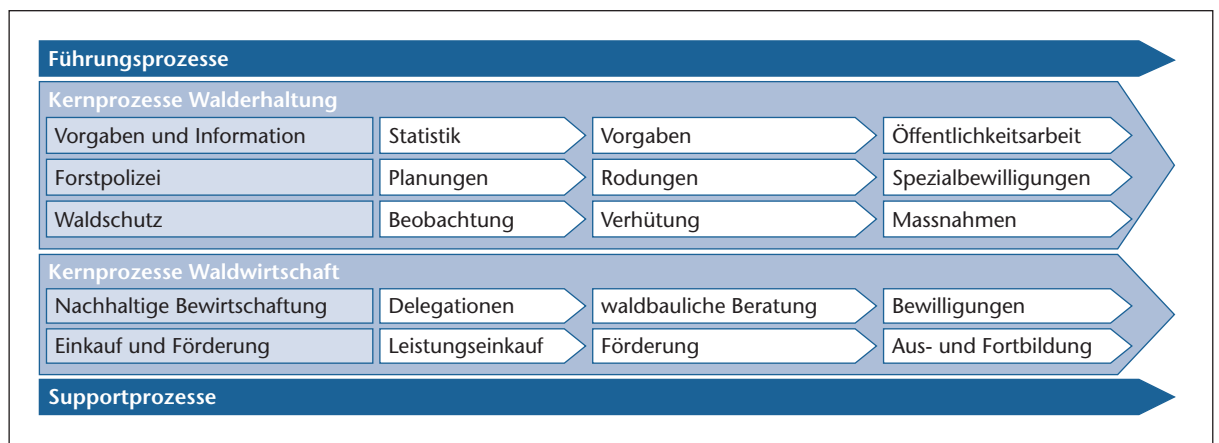 Führungsprozesse
Kernprozesse Walderhaltung
Vorgaben und Information Statistik Vorgaben Öffentlichkeitsarbeit
Forstpolizei Planungen Rodungen Spezialbewilligungen
Waldschutz Beobachtung Verhütung Massnahmen
Kernprozesse Waldwirtschaft
Nachhaltige Bewirtschaftung Delegationen waldbauliche Beratung Bewilligungen
Einkauf und Förderung Leistungseinkauf Förderung Aus- und Fortbildung
Supportprozesse